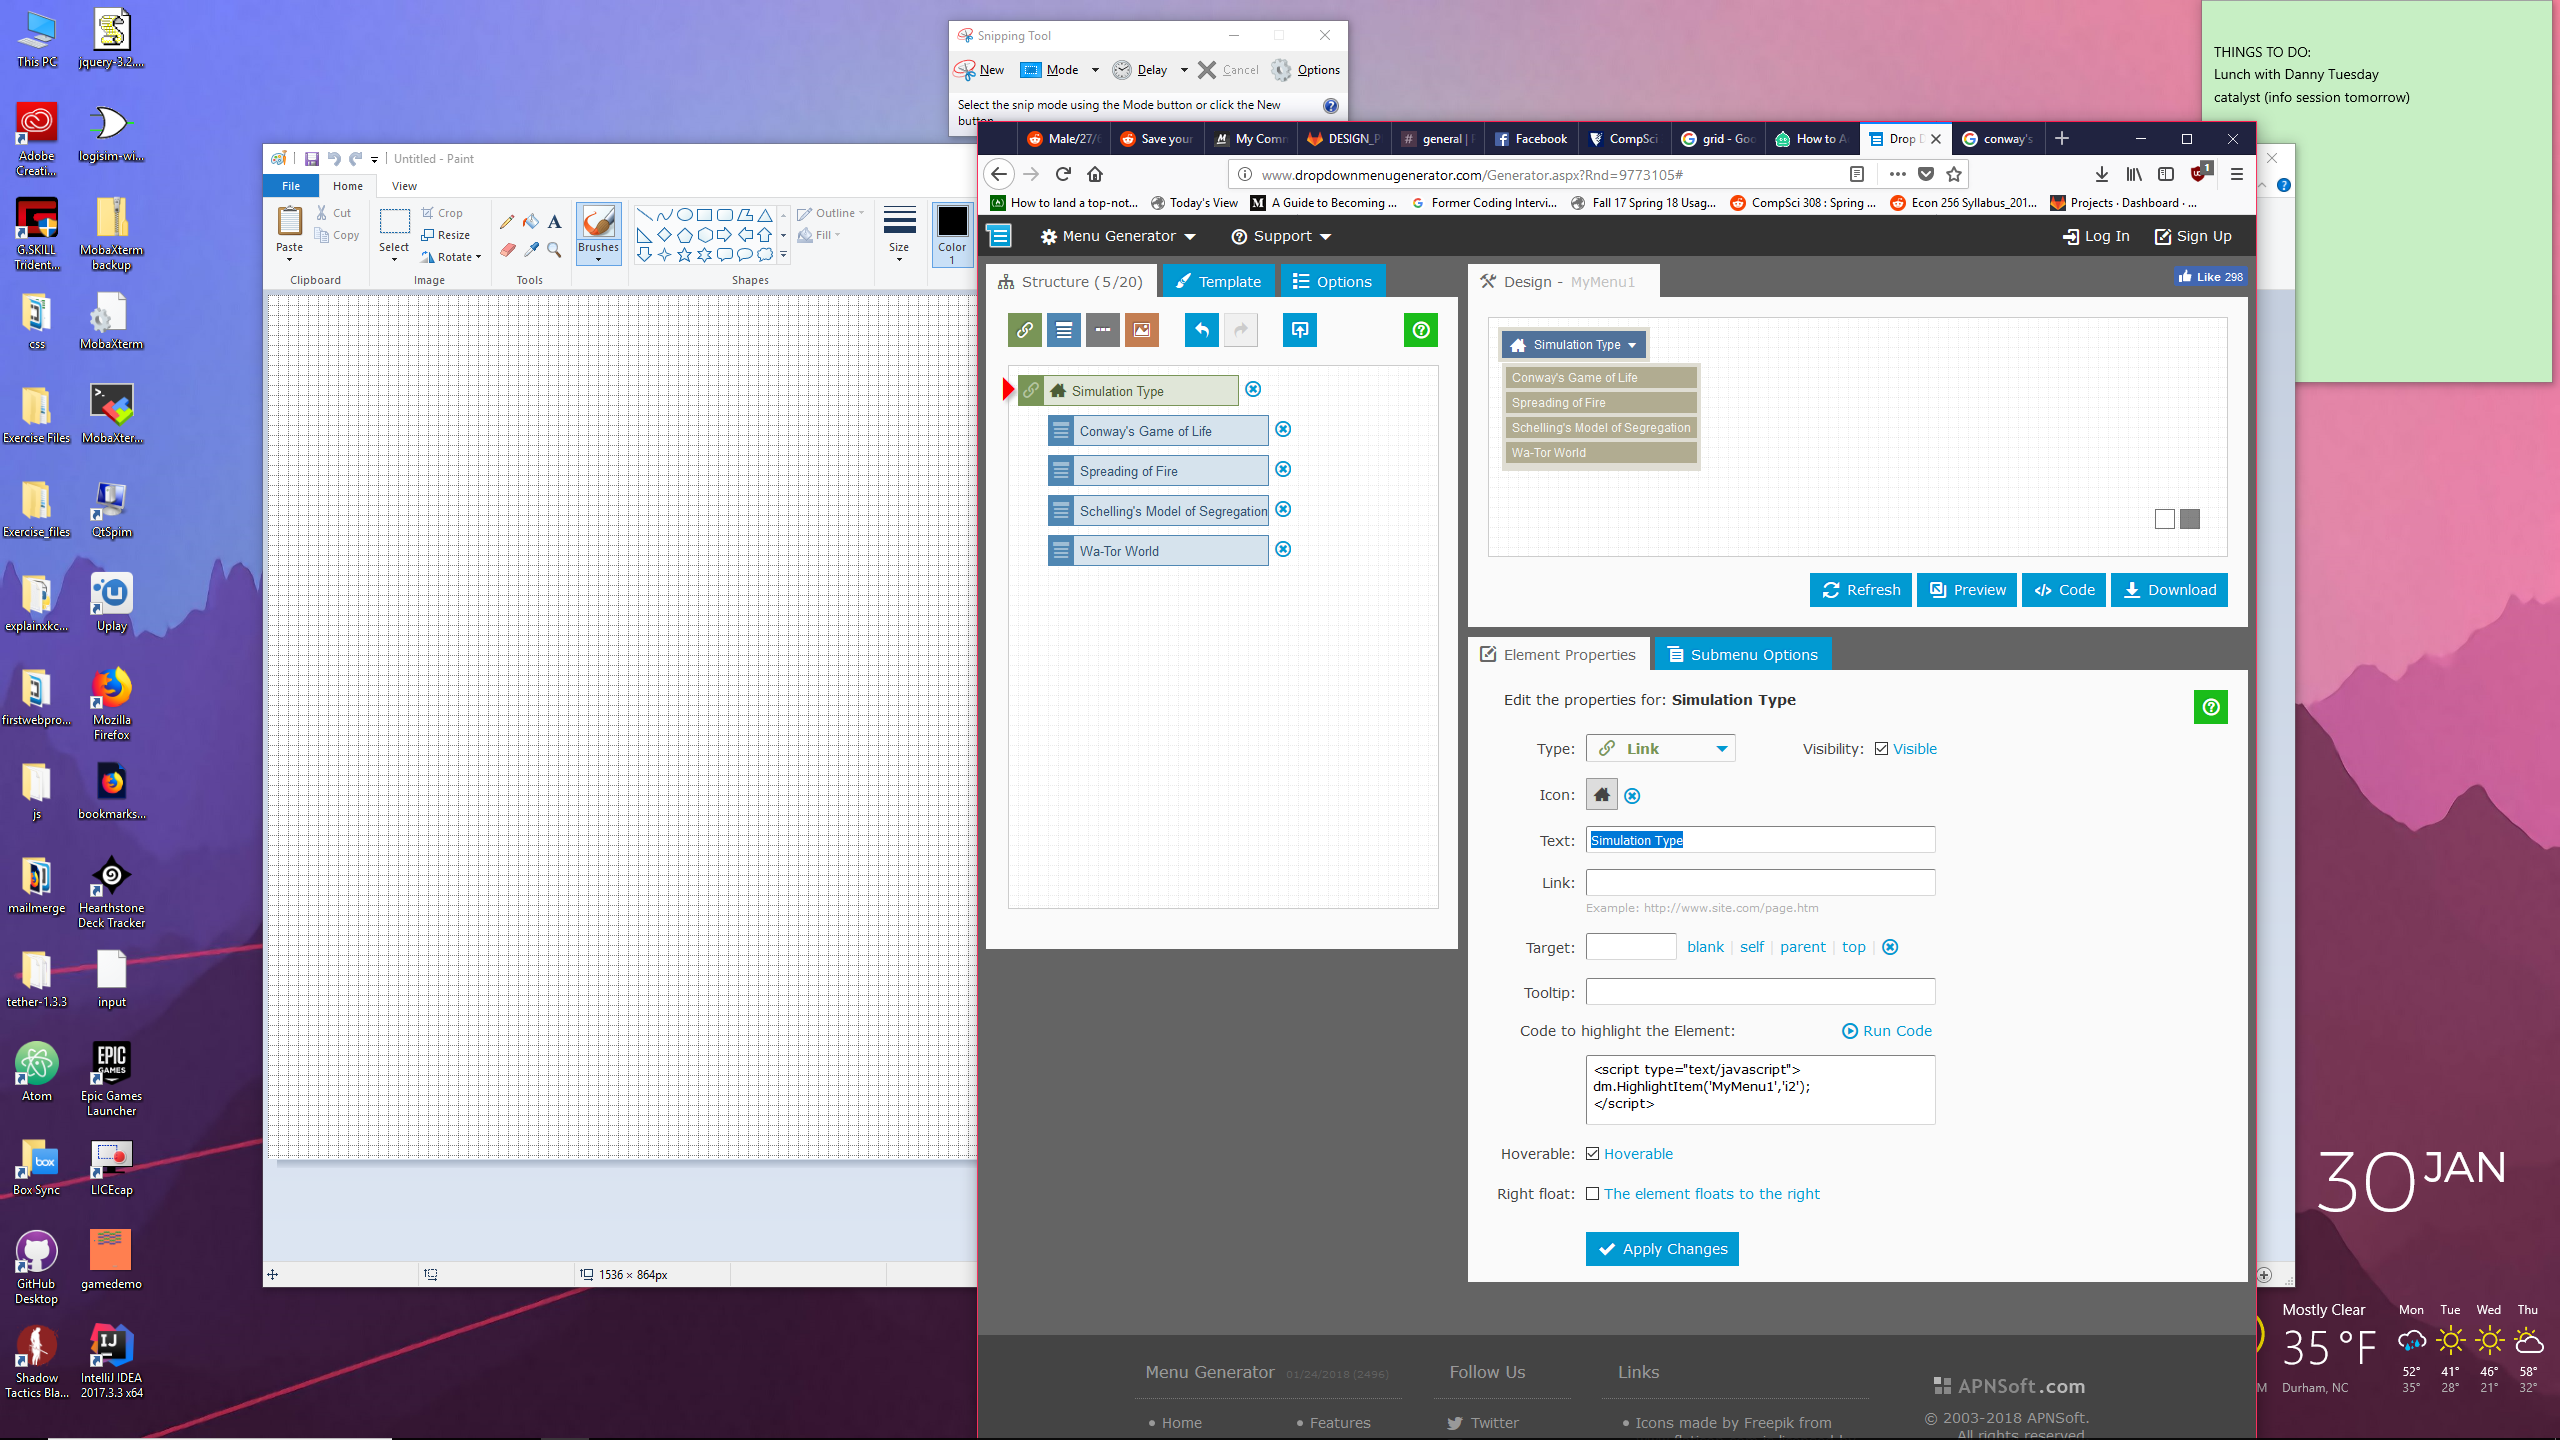 This PC
jquery-3.2....
Adobe Creati...
logisim-wi...
G.SKILL Trident...
MobaXterm backup
css
MobaXterm
Exercise Files
MobaXter...
Exercise_files
QtSpim
explainxkc...
Uplay
firstwebpro...
Mozilla Firefox
js
bookmarks...
mailmerge
Hearthstone Deck Tracker
tether-1.3.3
input
Atom
Epic Games Launcher
Box Sync
LICEcap
GitHub Desktop
gamedemo
Shadow Tactics Bla...
IntelliJ IDEA 2017.3.3 x64
Snipping Tool
New Mode Delay Cancel Options
Select the snip mode using the Mode button or click the New
button.
THINGS TO DO:
Lunch with Danny Tuesday
catalyst (info session tomorrow)
Untitled - Paint
File Home View
Paste Cut Copy
Select Crop Resize Rotate
Brushes
Outline Fill
Size
Color 1
Clipboard Image Tools Shapes
1536 × 864px
Male/27/ Save your My Comm DESIGN_P general | Facebook CompSci grid - Goo How to A Drop D conway's
www.dropdownmenugenerator.com/Generator.aspx?Rnd=9773105#
1
How to land a top-not... Today's View A Guide to Becoming ... Former Coding Intervi... Fall 17 Spring 18 Usag... CompSci 308 : Spring ... Econ 256 Syllabus_201... Projects · Dashboard · ...
Menu Generator Support Log In Sign Up
Structure (5/20) Template Options
Simulation Type
Conway's Game of Life
Spreading of Fire
Schelling's Model of Segregation
Wa-Tor World
Design - MyMenu1
Like 298
Simulation Type
Conway's Game of Life
Spreading of Fire
Schelling's Model of Segregation
Wa-Tor World
Refresh Preview Code Download
Element Properties Submenu Options
Edit the properties for: Simulation Type
Type: Link Visibility: Visible
Icon:
Text: Simulation Type
Link:
Example: http://www.site.com/page.htm
Target: blank | self | parent | top |
Tooltip:
Code to highlight the Element: Run Code
<script type="text/javascript">
dm.HighlightItem('MyMenu1','i2');
</script>
Hoverable: Hoverable
Right float: The element floats to the right
Apply Changes
Menu Generator 01/24/2018 (2496) Follow Us Links
• Home • Features Twitter • Icons made by Freepik from
APNSoft.com
© 2003-2018 APNSoft.
All rights reserved
30 JAN
Mostly Clear
35 °F
Durham, NC
Mon Tue Wed Thu
52° 41° 46° 58°
35° 28° 21° 32°